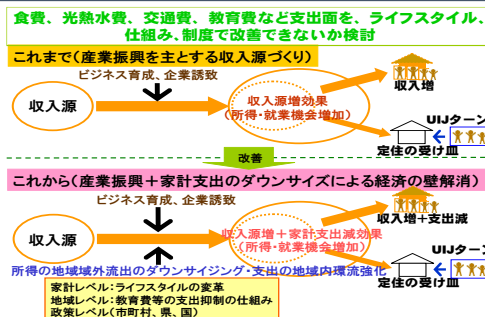 食費、光熱水費、交通費、教育費など支出面を、ライフスタイル、
仕組み、制度で改善できないか検討
これまで（産業振興を主とする収入源づくり）
ビジネス育成、企業誘致
収入源
収入源増効果
（所得・就業機会増加）
収入増
UIJターン
定住の受け皿
改善
これから（産業振興＋家計支出のダウンサイズによる経済の壁解消）
ビジネス育成、企業誘致
収入源
収入源増＋家計支出減効果
（所得・就業機会増加）
収入増＋支出減
UIJターン
定住の受け皿
所得の地域域外流出のダウンサイジング・支出の地域内環流強化
家計レベル：ライフスタイルの変革
地域レベル：教育費等の支出抑制の仕組み
政策レベル（市町村、県、国）